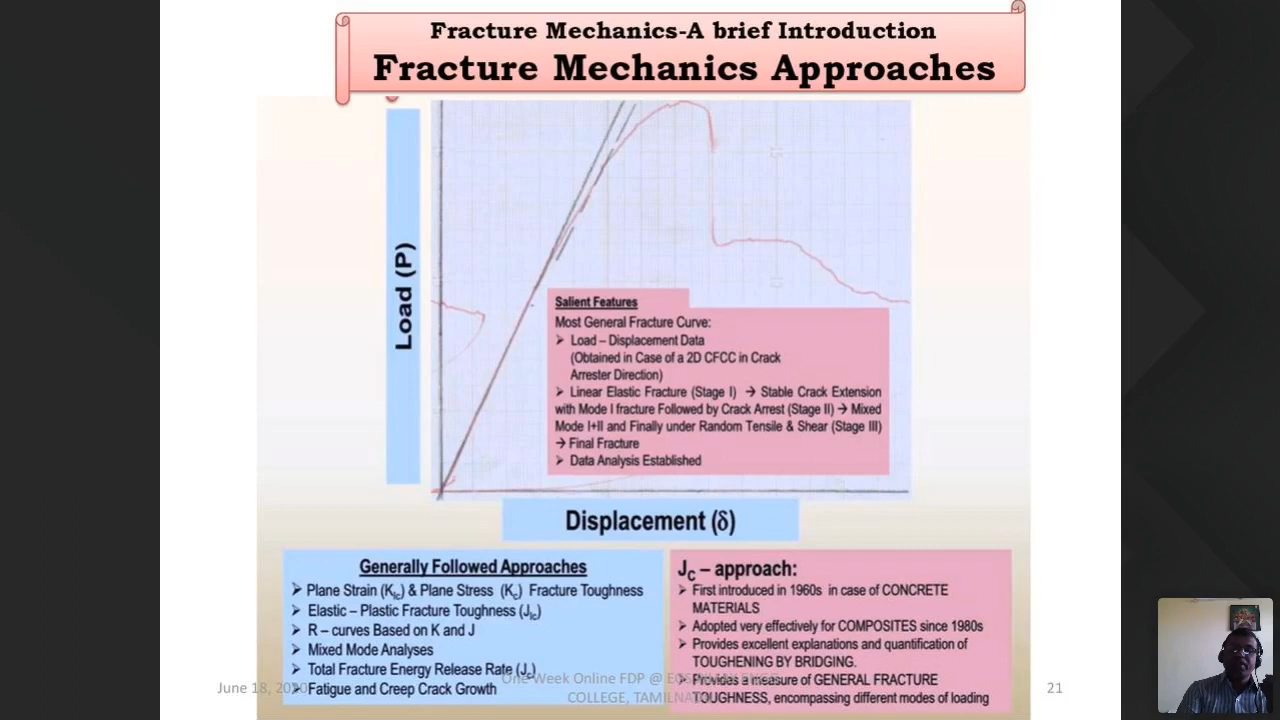 Fracture Mechanics-A brief Introduction
Fracture Mechanics Approaches
Load (P)
Salient Features
Most General Fracture Curve:
➢ Load – Displacement Data
(Obtained in Case of a 2D CFCC in Crack
Arrester Direction)
➢ Linear Elastic Fracture (Stage I) → Stable Crack Extension
with Mode I fracture Followed by Crack Arrest (Stage II) → Mixed
Mode I+II and Finally under Random Tensile & Shear (Stage III)
→ Final Fracture
➢ Data Analysis Established
Displacement (δ)
Generally Followed Approaches
➢ Plane Strain (KIc) & Plane Stress (Kc) Fracture Toughness
➢ Elastic – Plastic Fracture Toughness (JIc)
➢ R – curves Based on K and J
➢ Mixed Mode Analyses
➢ Total Fracture Energy Release Rate (Jc)
➢ Fatigue and Creep Crack Growth
JC – approach:
➢ First introduced in 1960s in case of CONCRETE
MATERIALS
➢ Adopted very effectively for COMPOSITES since 1980s
➢ Provides excellent explanations and quantification of
TOUGHENING BY BRIDGING.
➢ Provides a measure of GENERAL FRACTURE
TOUGHNESS, encompassing different modes of loading
June 18,
One Week Online FDP @
COLLEGE,
21